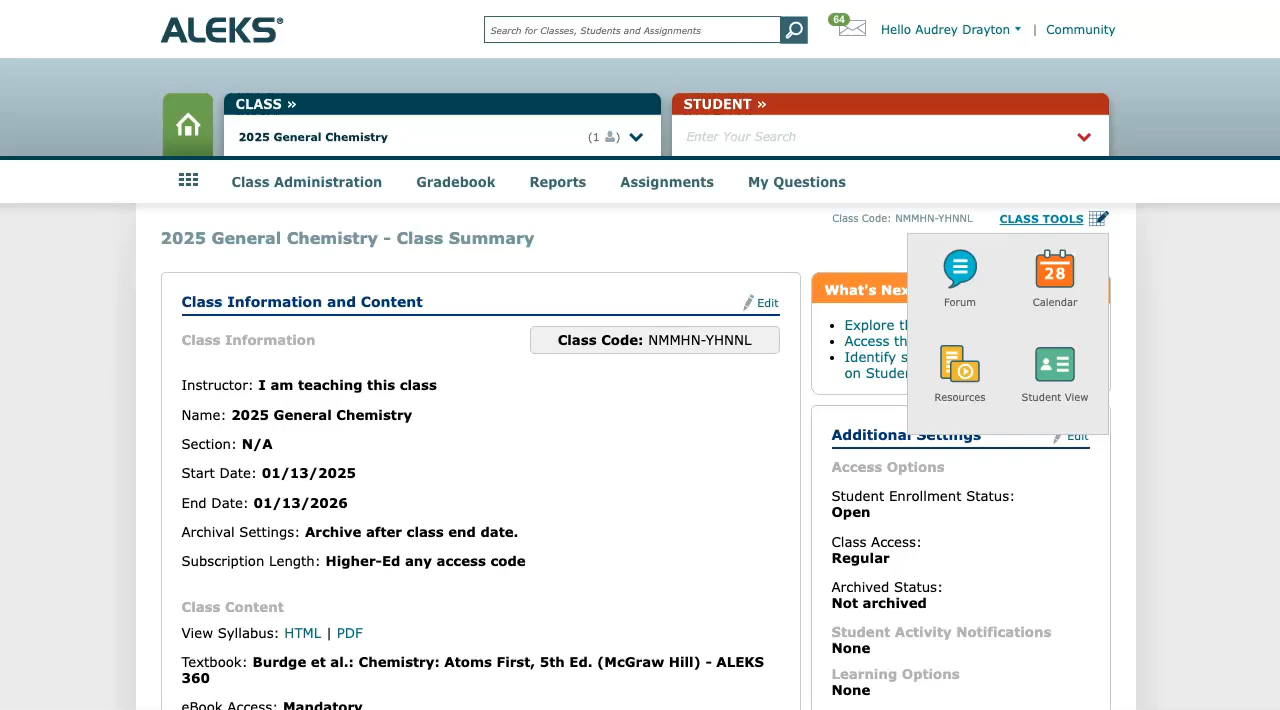 ALEKS®
Search for Classes, Students and Assignments
64
Hello Audrey Drayton
|
Community
CLASS »
2025 General Chemistry
(1 )
STUDENT »
Enter Your Search
Class Administration
Gradebook
Reports
Assignments
My Questions
Class Code: NMMHN-YHNNL
CLASS TOOLS
2025 General Chemistry - Class Summary
Forum
28
Calendar
Resources
Student View
Class Information and Content
Edit
Class Information
Class Code: NMMHN-YHNNL
Instructor: I am teaching this class
Name: 2025 General Chemistry
Section: N/A
Start Date: 01/13/2025
End Date: 01/13/2026
Archival Settings: Archive after class end date.
Subscription Length: Higher-Ed any access code
Class Content
View Syllabus: HTML | PDF
Textbook: Burdge et al.: Chemistry: Atoms First, 5th Ed. (McGraw Hill) - ALEKS
360
eBook Access: Mandatory
What's Nex
• Explore t
• Access th
• Identify s
on Studen
Additional Settings
Edit
Access Options
Student Enrollment Status:
Open
Class Access:
Regular
Archived Status:
Not archived
Student Activity Notifications
None
Learning Options
None